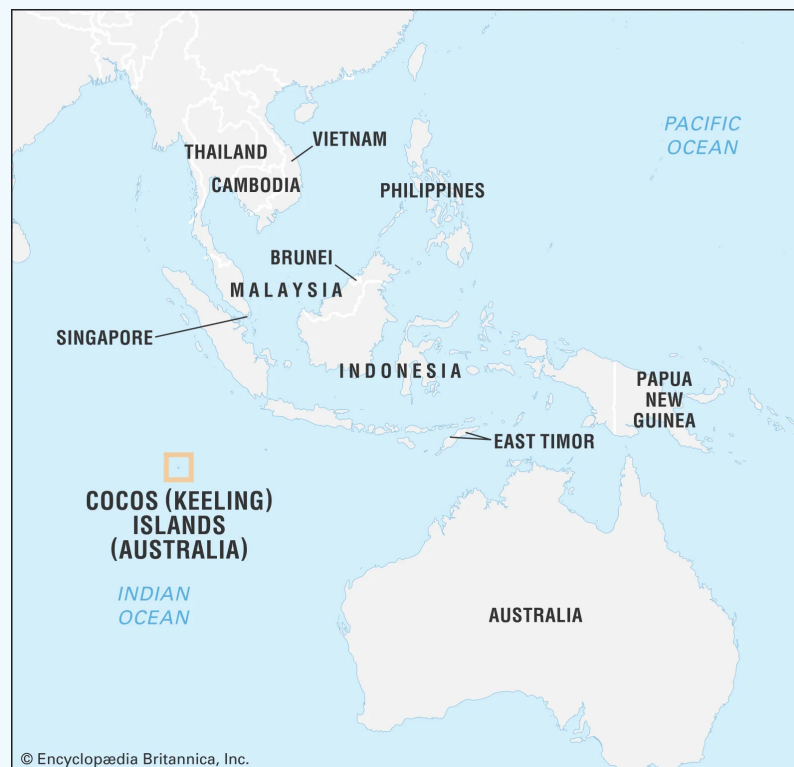 PACIFIC
OCEAN
VIETNAM
THAILAND
CAMBODIA
PHILIPPINES
BRUNEI
MALAYSIA
SINGAPORE
INDONESIA
PAPUA
NEW
GUINEA
EAST TIMOR
COCOS (KEELING)
ISLANDS
(AUSTRALIA)
INDIAN
OCEAN
AUSTRALIA
© Encyclopædia Britannica, Inc.